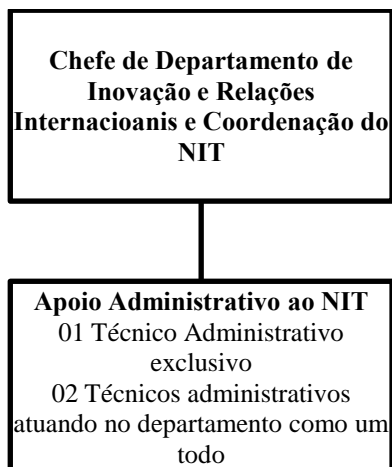 Chefe de Departamento de
Inovação e Relações
Internacioanis e Coordenação do
NIT
Apoio Administrativo ao NIT
01 Técnico Administrativo
exclusivo
02 Técnicos administrativos
atuando no departamento como um
todo